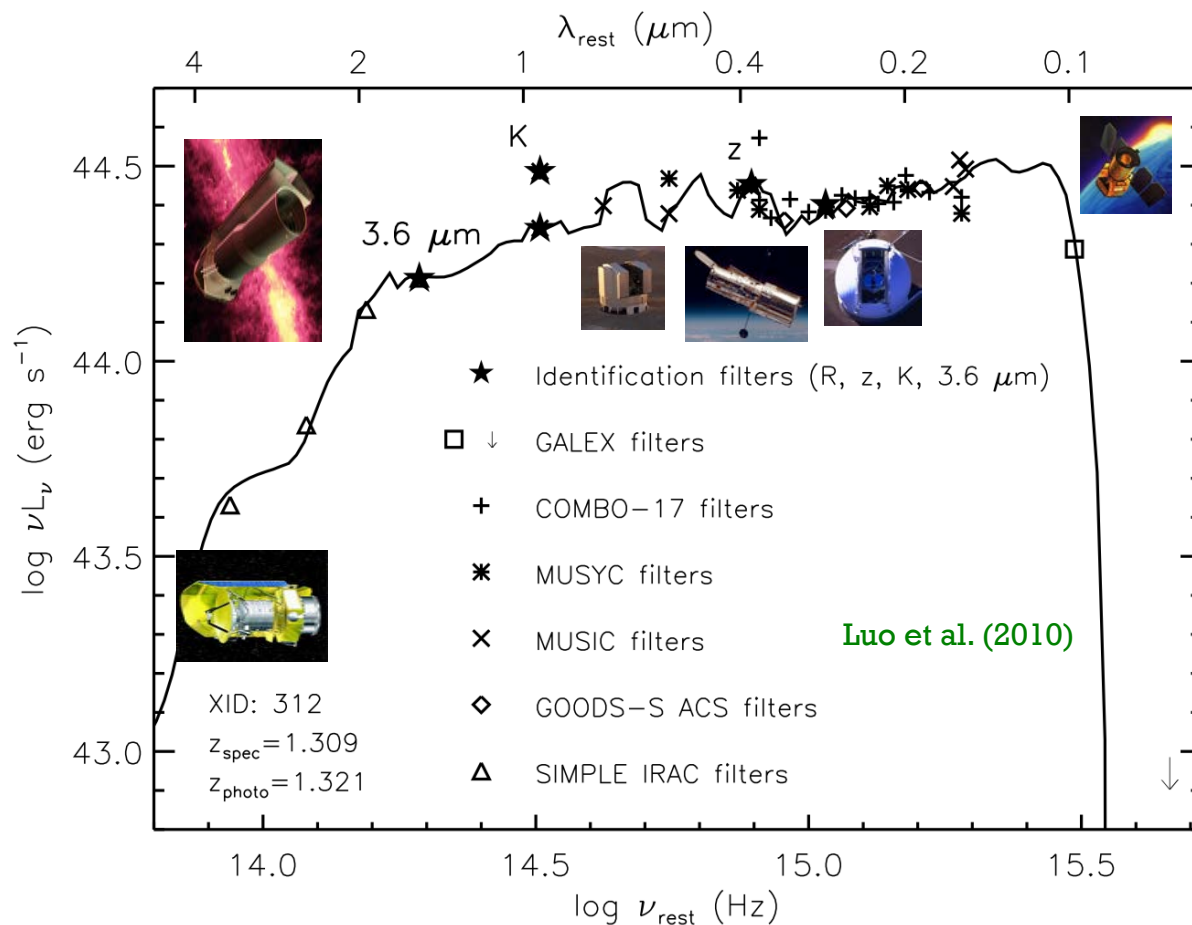 λrest (μm)
4 2 1 0.4 0.2 0.1
K
z
3.6 μm
44.5
44.0
43.5
43.0
log νLν (erg s−1)
Identification filters (R, z, K, 3.6 μm)
GALEX filters
COMBO−17 filters
MUSYC filters
MUSIC filters
GOODS−S ACS filters
SIMPLE IRAC filters
Luo et al. (2010)
XID: 312
zspec=1.309
zphoto=1.321
14.0 14.5 15.0 15.5
log νrest (Hz)